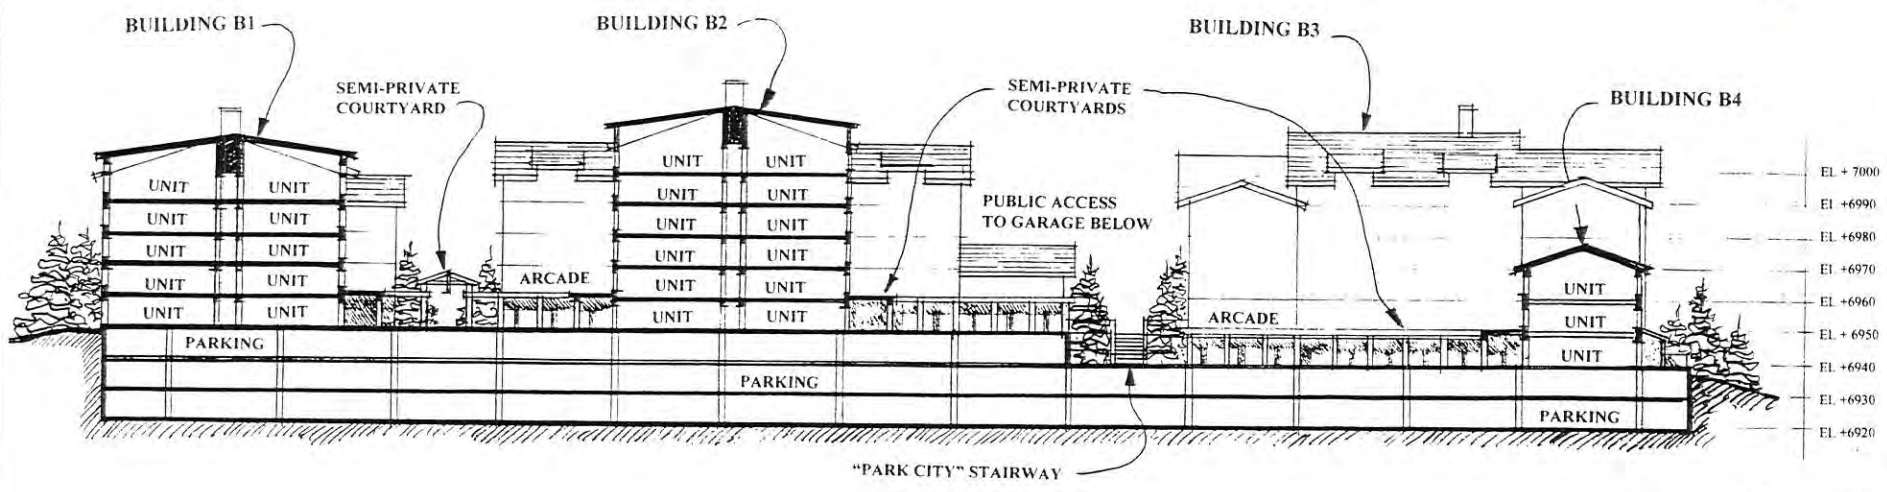 BUILDING B1
BUILDING B2
BUILDING B3
BUILDING B4
SEMI-PRIVATE
COURTYARD
SEMI-PRIVATE
COURTYARDS
PUBLIC ACCESS
TO GARAGE BELOW
UNIT UNIT
UNIT UNIT
UNIT UNIT
UNIT UNIT
UNIT UNIT
ARCADE
UNIT UNIT
UNIT UNIT
UNIT UNIT
UNIT UNIT
UNIT UNIT
UNIT UNIT
ARCADE
UNIT
UNIT
UNIT
PARKING
PARKING
PARKING
"PARK CITY" STAIRWAY
EL + 7000
EL +6990
EL +6980
EL +6970
EL +6960
EL + 6950
EL +6940
EL +6930
EL +6920